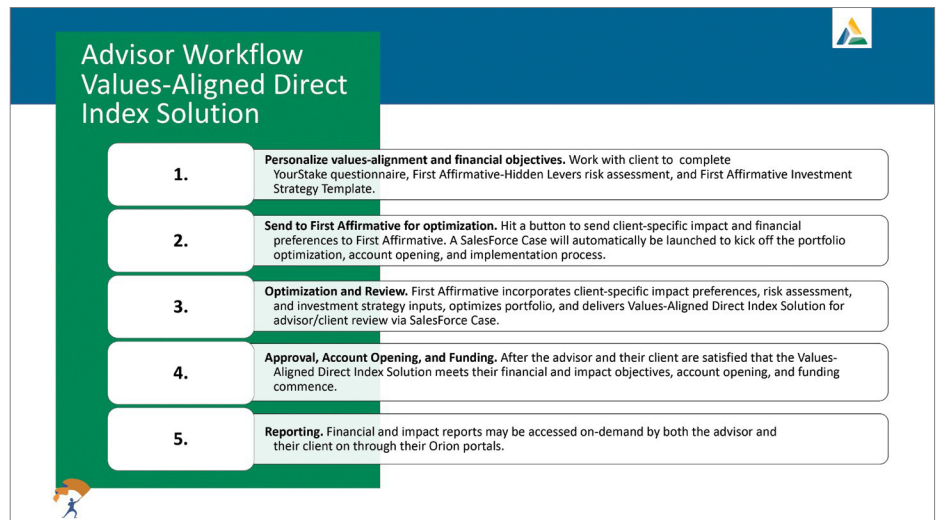 Advisor Workflow
Values-Aligned Direct
Index Solution
1.
Personalize values-alignment and financial objectives. Work with client to complete
YourStake questionnaire, First Affirmative-Hidden Levers risk assessment, and First Affirmative Investment
Strategy Template.
2.
Send to First Affirmative for optimization. Hit a button to send client-specific impact and financial
preferences to First Affirmative. A SalesForce Case will automatically be launched to kick off the portfolio
optimization, account opening, and implementation process.
3.
Optimization and Review. First Affirmative incorporates client-specific impact preferences, risk assessment,
and investment strategy inputs, optimizes portfolio, and delivers Values-Aligned Direct Index Solution for
advisor/client review via SalesForce Case.
4.
Approval, Account Opening, and Funding. After the advisor and their client are satisfied that the Values-
Aligned Direct Index Solution meets their financial and impact objectives, account opening, and funding
commence.
5.
Reporting. Financial and impact reports may be accessed on-demand by both the advisor and
their client on through their Orion portals.